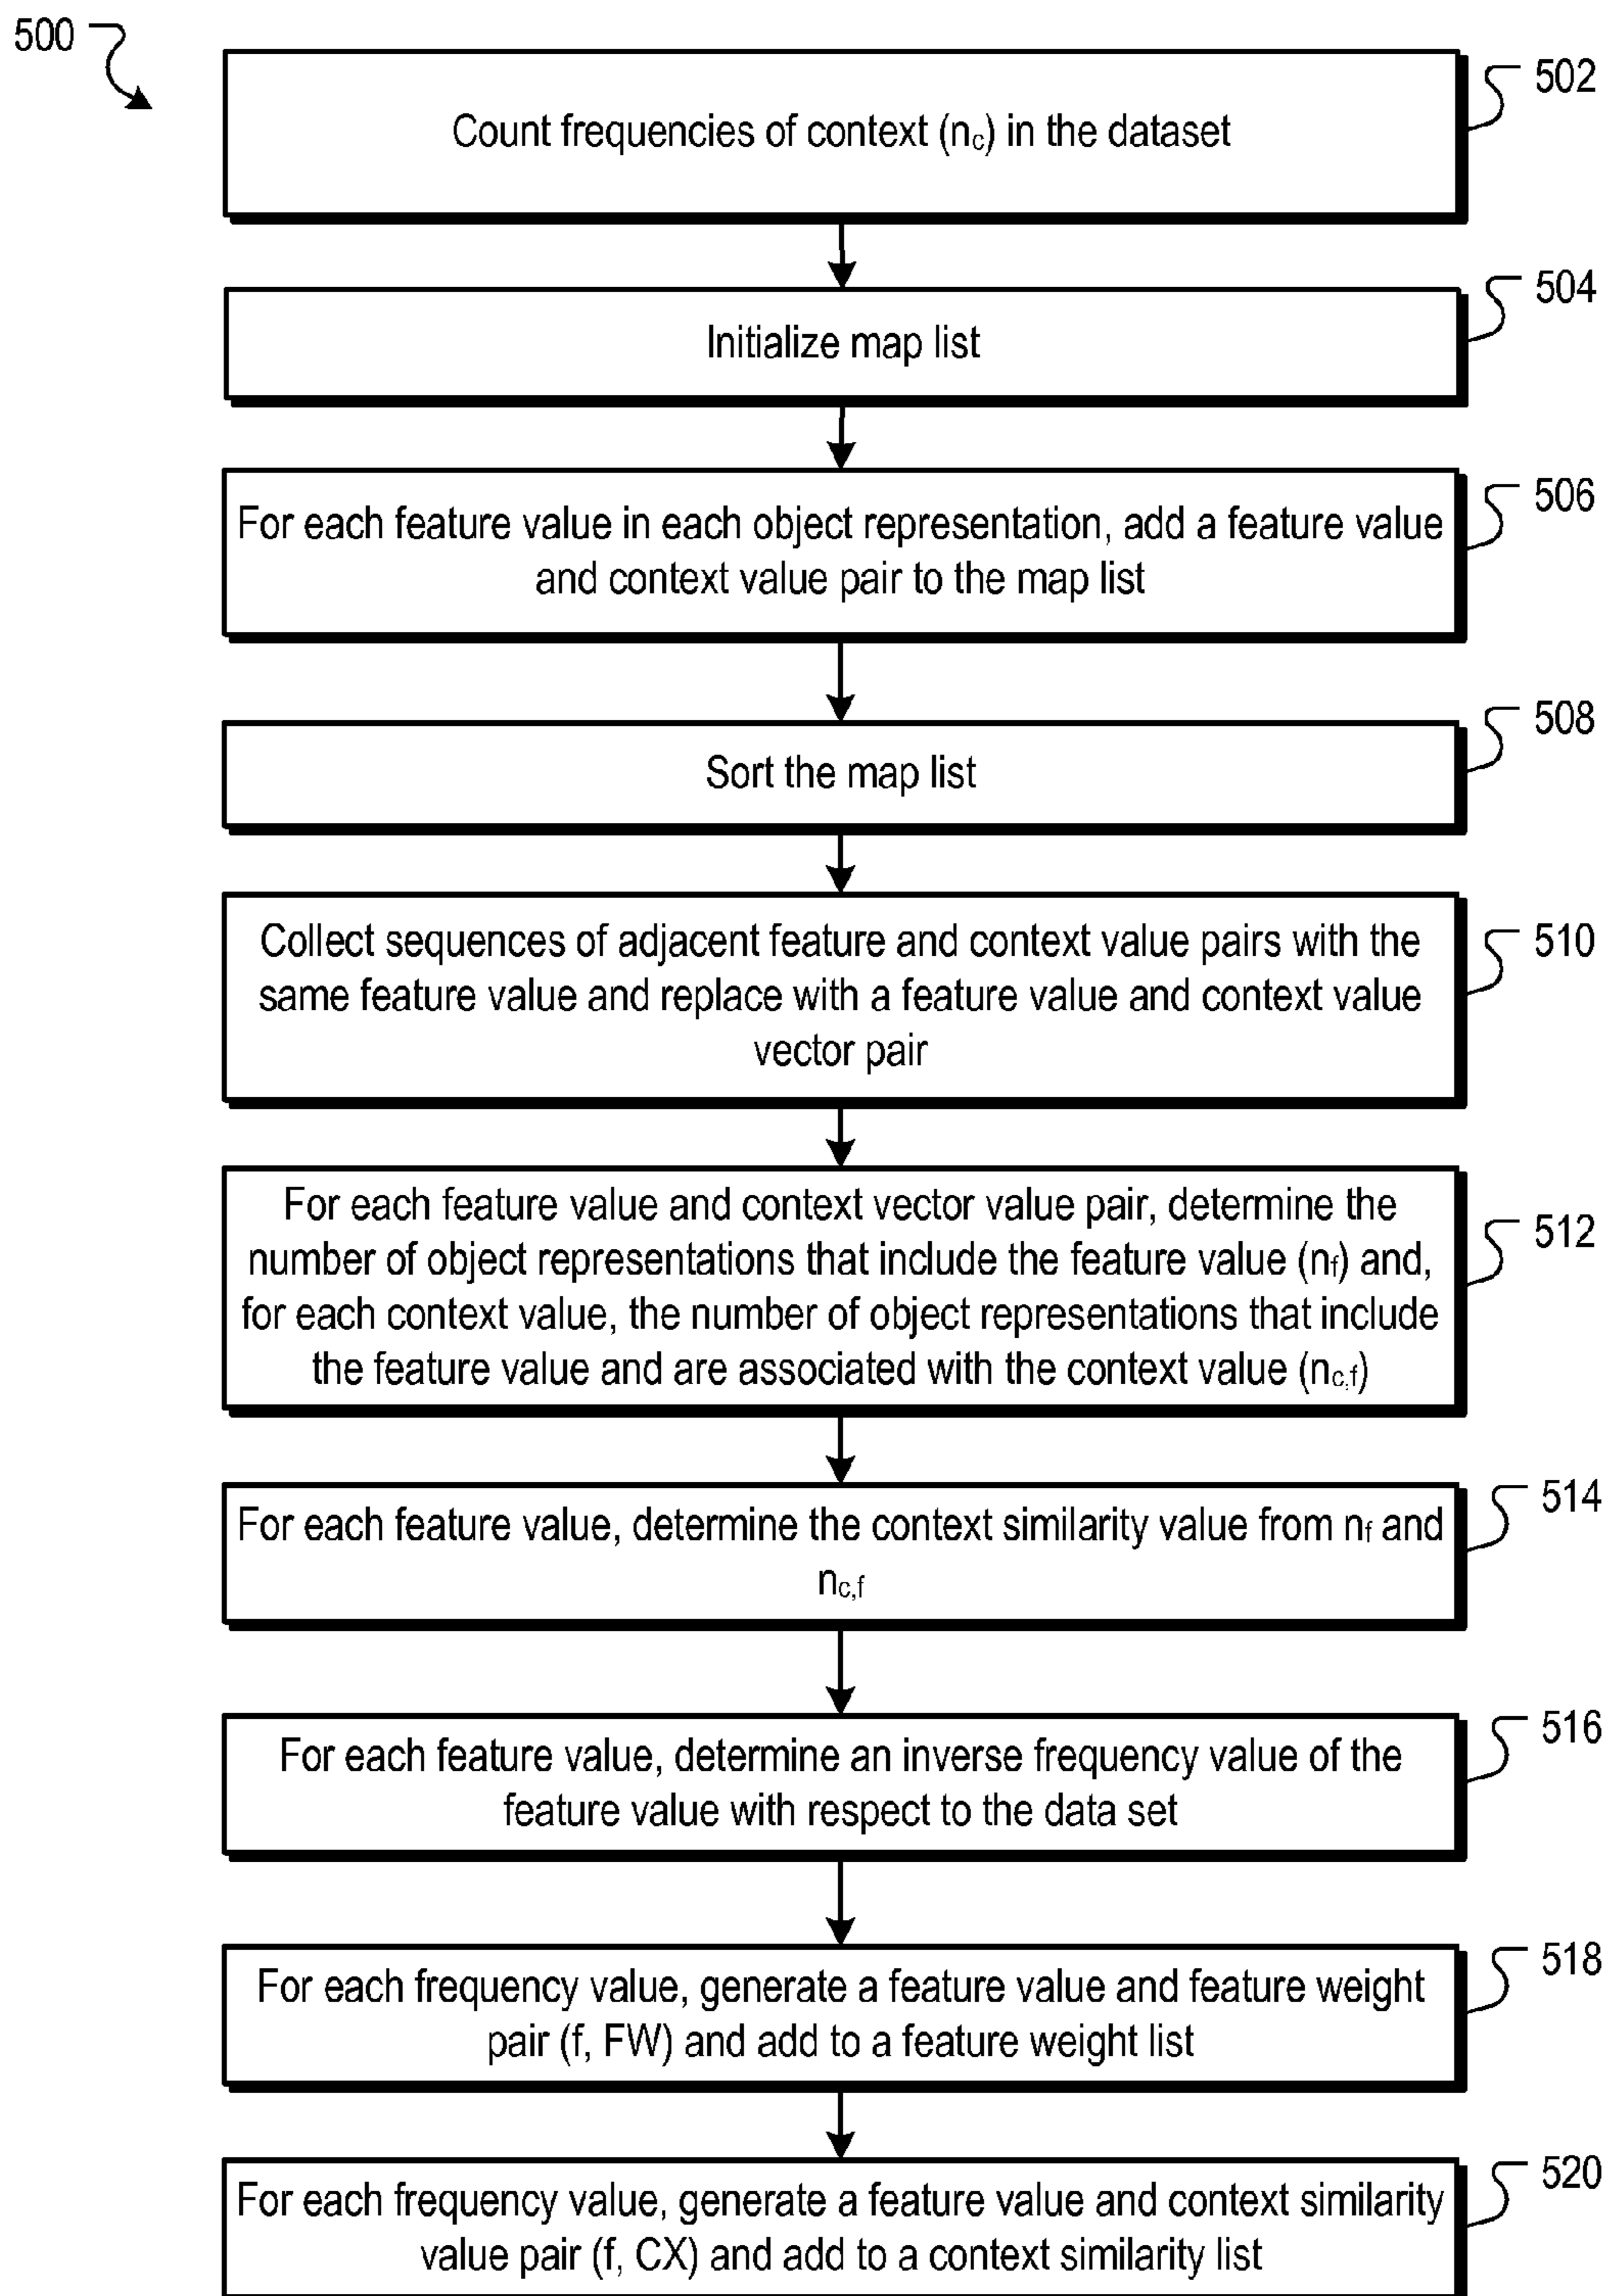 500
502
Count frequencies of context (nc) in the dataset
504
Initialize map list
506
For each feature value in each object representation, add a feature value
and context value pair to the map list
508
Sort the map list
510
Collect sequences of adjacent feature and context value pairs with the
same feature value and replace with a feature value and context value
vector pair
512
For each feature value and context vector value pair, determine the
number of object representations that include the feature value (nf) and,
for each context value, the number of object representations that include
the feature value and are associated with the context value (nc,f)
514
For each feature value, determine the context similarity value from nf and
nc,f
516
For each feature value, determine an inverse frequency value of the
feature value with respect to the data set
518
For each frequency value, generate a feature value and feature weight
pair (f, FW) and add to a feature weight list
520
For each frequency value, generate a feature value and context similarity
value pair (f, CX) and add to a context similarity list